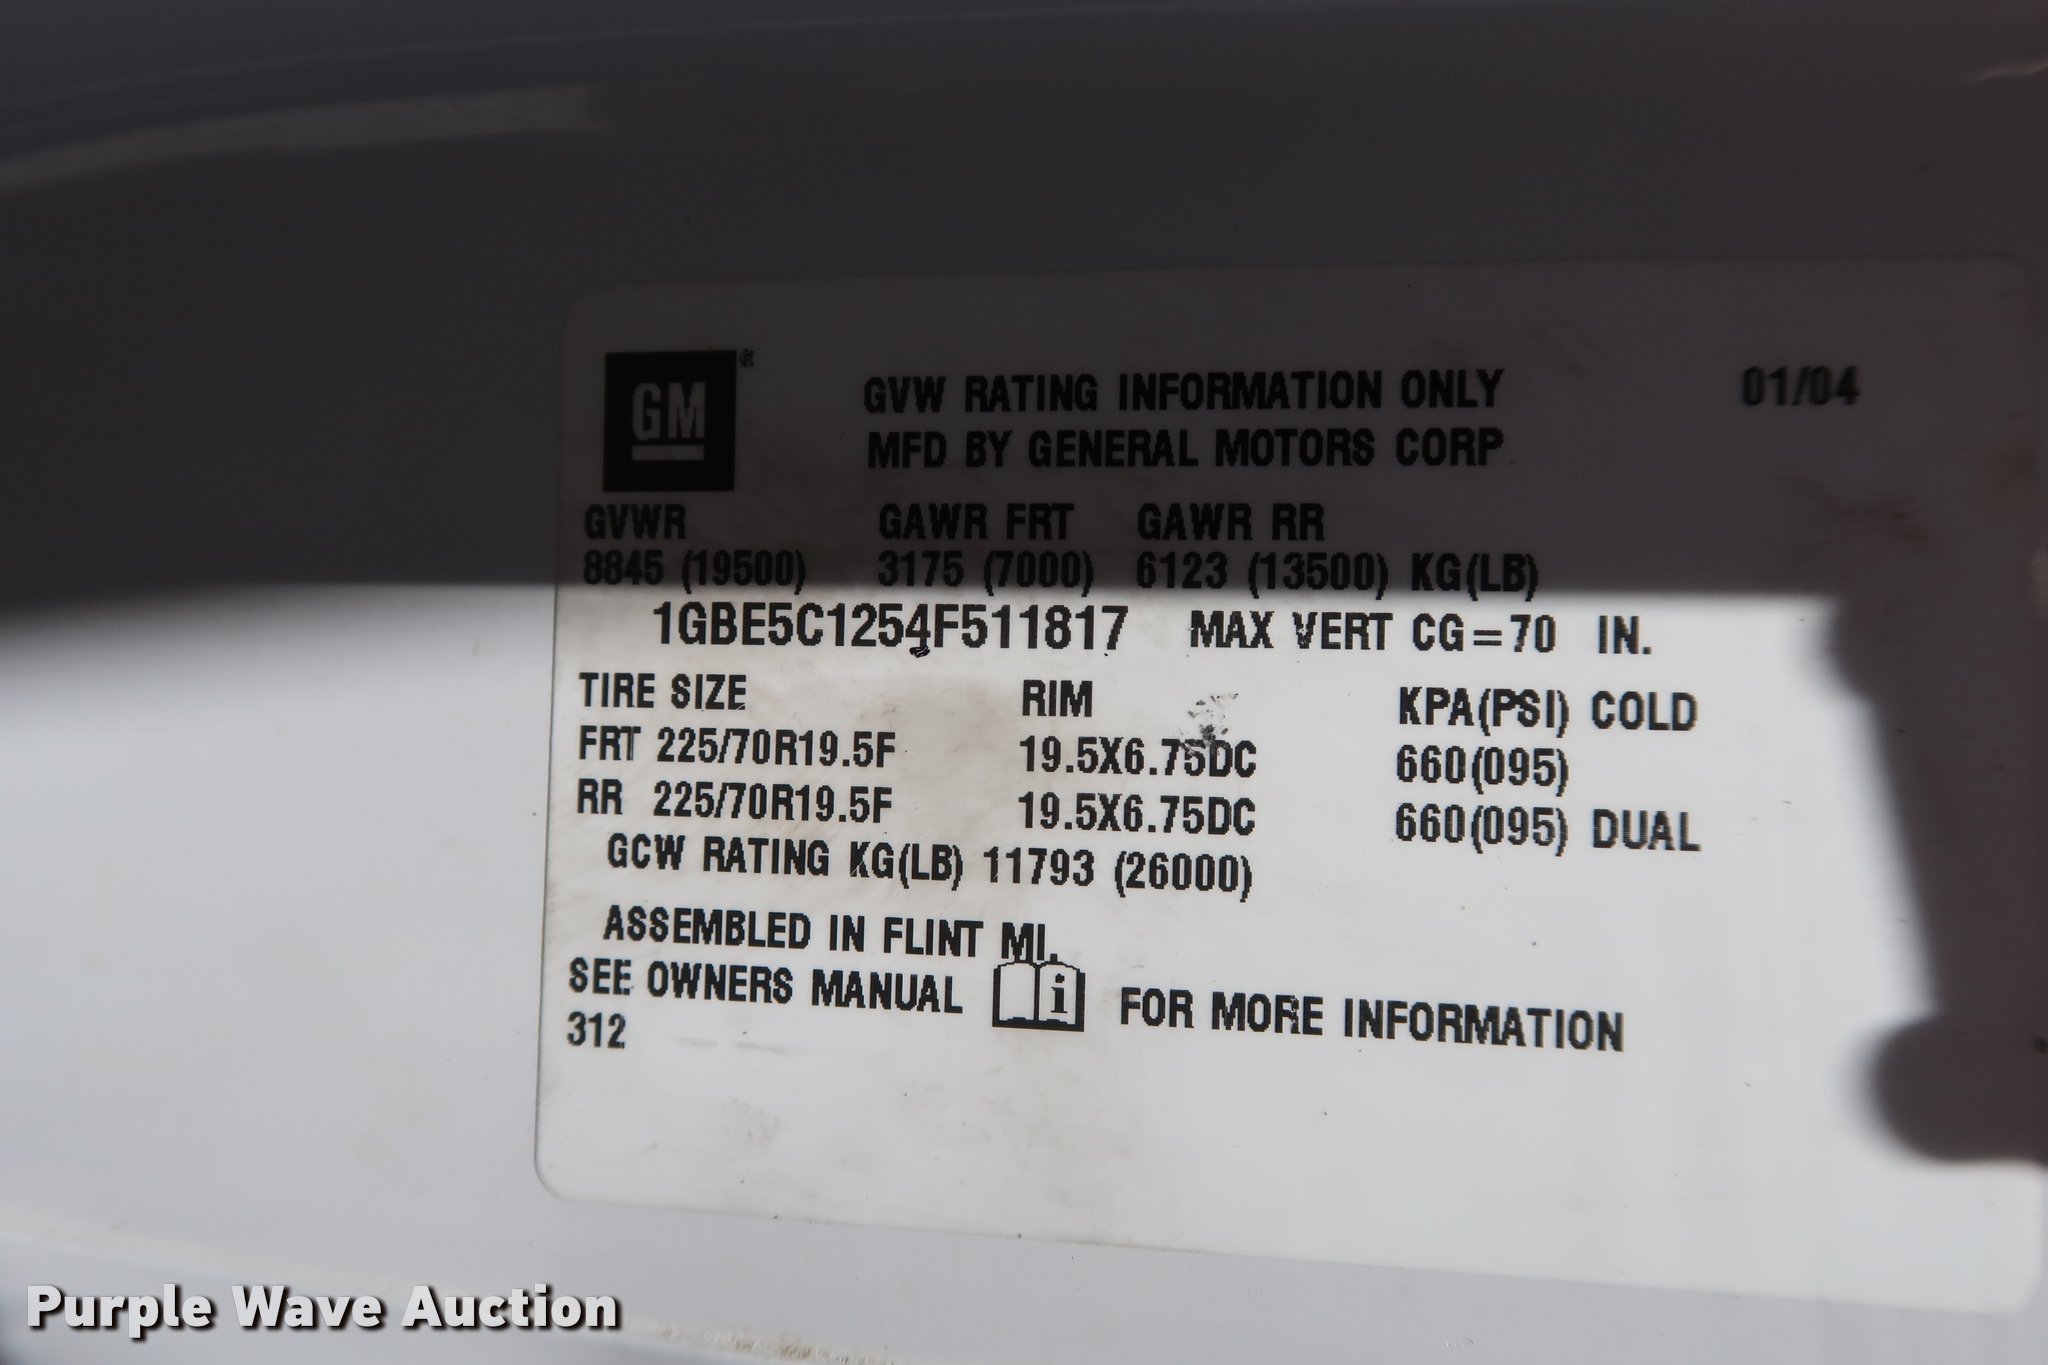 GM®
GVW RATING INFORMATION ONLY 01/04
MFD BY GENERAL MOTORS CORP
GVWR GAWR FRT GAWR RR
8845 (19500) 3175 (7000) 6123 (13500) KG(LB)
1GBE5C1254F511817 MAX VERT CG=70 IN.
TIRE SIZE RIM KPA(PSI) COLD
FRT 225/70R19.5F 19.5X6.75DC 660(095)
RR 225/70R19.5F 19.5X6.75DC 660(095) DUAL
GCW RATING KG(LB) 11793 (26000)
ASSEMBLED IN FLINT MI.
SEE OWNERS MANUAL i FOR MORE INFORMATION
312
Purple Wave Auction